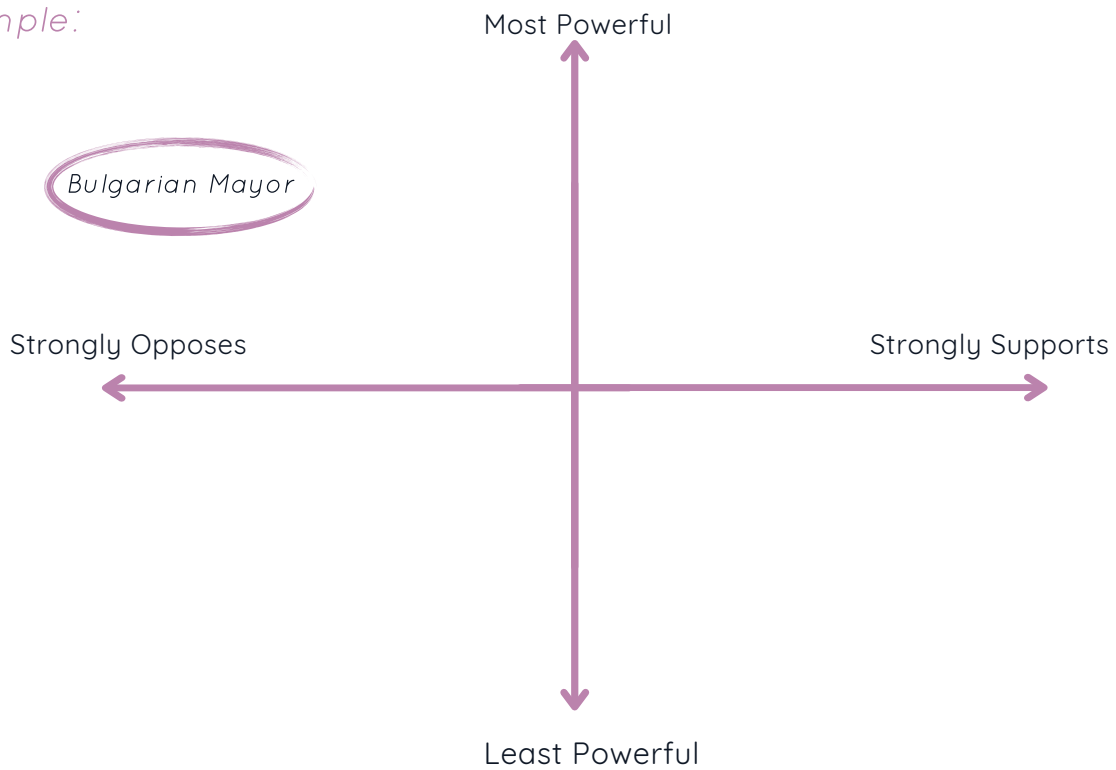 mple:
Most Powerful
Bulgarian Mayor
Strongly Opposes
Strongly Supports
Least Powerful